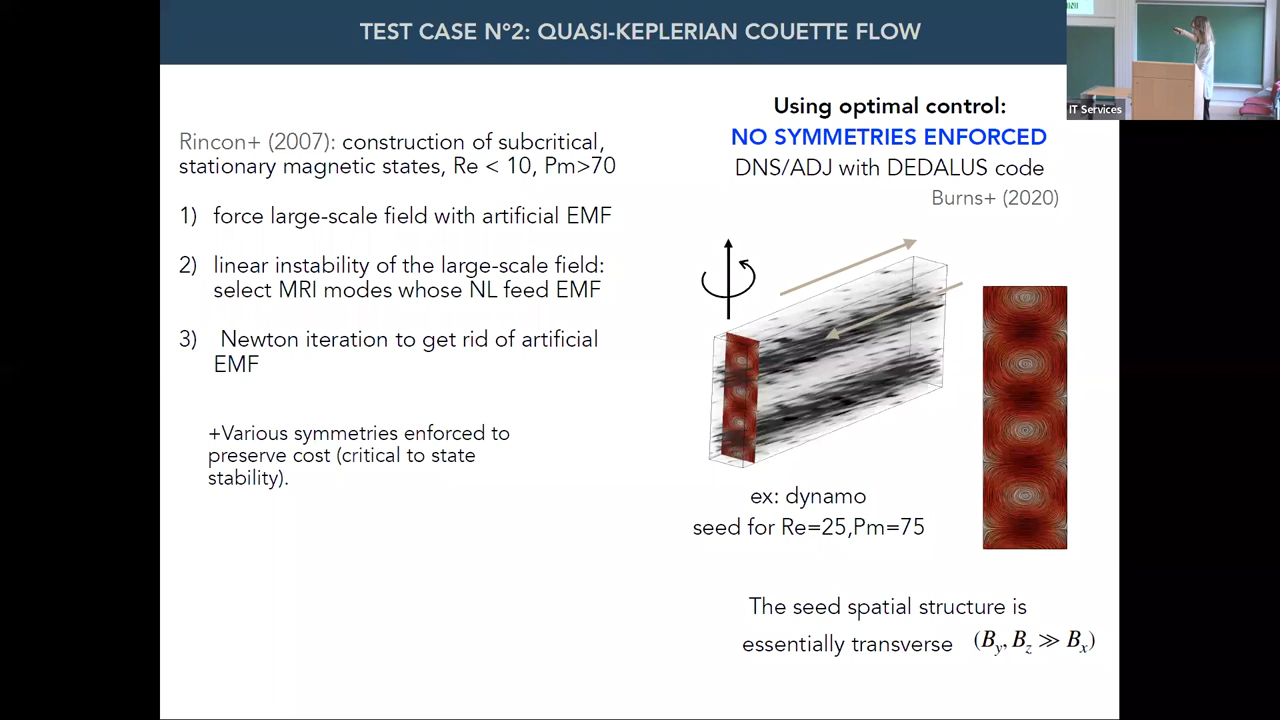 TEST CASE N°2: QUASI-KEPLERIAN COUETTE FLOW
IT Services
Rincon+ (2007): construction of subcritical,
stationary magnetic states, Re < 10, Pm>70
1) force large-scale field with artificial EMF
2) linear instability of the large-scale field:
select MRI modes whose NL feed EMF
3) Newton iteration to get rid of artificial
EMF
+Various symmetries enforced to
preserve cost (critical to state
stability).
Using optimal control:
NO SYMMETRIES ENFORCED
DNS/ADJ with DEDALUS code
Burns+ (2020)
ex: dynamo
seed for Re=25,Pm=75
The seed spatial structure is
essentially transverse (By, Bz ≫ Bx)